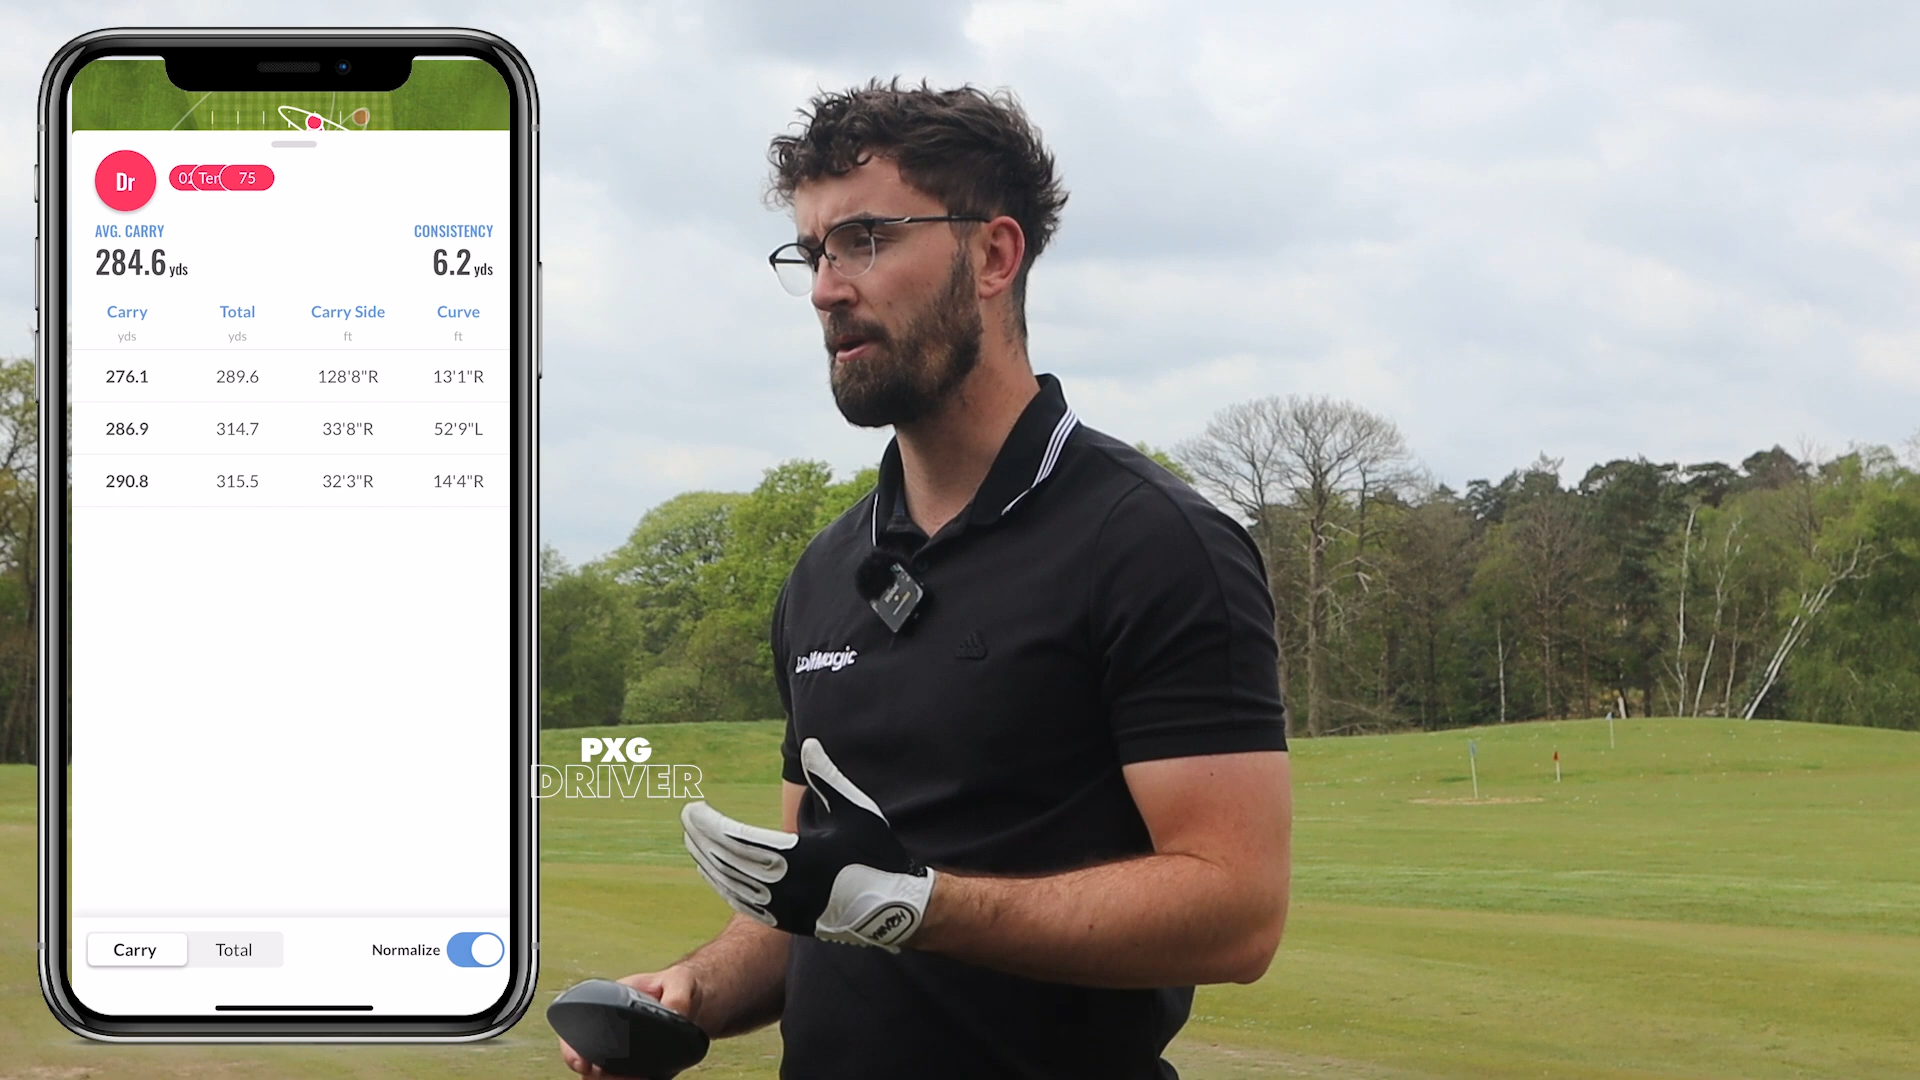 Dr
75
AVG. CARRY CONSISTENCY
284.6 yds 6.2 yds
Carry Total Carry Side Curve
yds yds ft ft
276.1 289.6 128'8"R 13'1"R
286.9 314.7 33'8"R 52'9"L
290.8 315.5 32'3"R 14'4"R
Carry Total Normalize
PXG
DRIVER